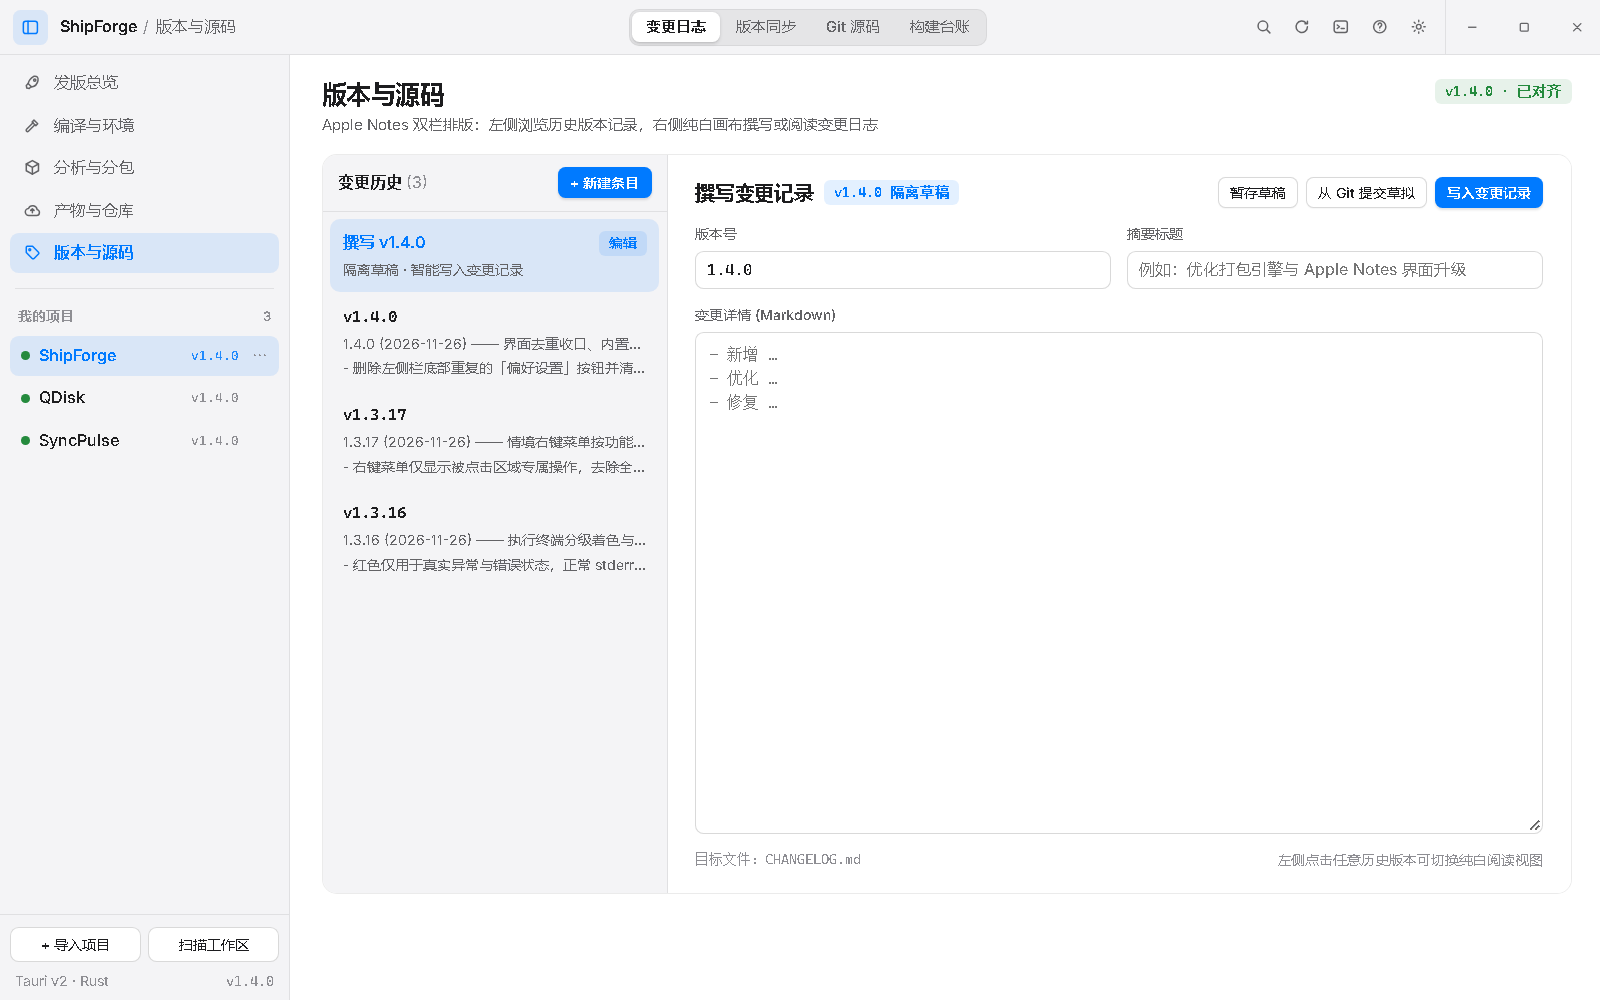 ShipForge / 版本与源码
变更日志 版本同步 Git 源码 构建台账
发版总览
编译与环境
分析与分包
产物与仓库
版本与源码
我的项目 3
ShipForge v1.4.0 ···
QDisk v1.4.0
SyncPulse v1.4.0
+ 导入项目 扫描工作区
Tauri v2 · Rust v1.4.0
版本与源码
v1.4.0 · 已对齐
Apple Notes 双栏排版：左侧浏览历史版本记录，右侧纯白画布撰写或阅读变更日志
变更历史 (3) + 新建条目
撰写 v1.4.0 编辑
隔离草稿 · 智能写入变更记录
v1.4.0
1.4.0 (2026-11-26) —— 界面去重收口、内置...
- 删除左侧栏底部重复的「偏好设置」按钮并清...
v1.3.17
1.3.17 (2026-11-26) —— 情境右键菜单按功能...
- 右键菜单仅显示被点击区域专属操作，去除全...
v1.3.16
1.3.16 (2026-11-26) —— 执行终端分级着色与...
- 红色仅用于真实异常与错误状态，正常 stderr...
撰写变更记录 v1.4.0 隔离草稿 暂存草稿 从 Git 提交草拟 写入变更记录
版本号 摘要标题
1.4.0 例如：优化打包引擎与 Apple Notes 界面升级
变更详情 (Markdown)
- 新增 …
- 优化 …
- 修复 …
目标文件：CHANGELOG.md 左侧点击任意历史版本可切换纯白阅读视图